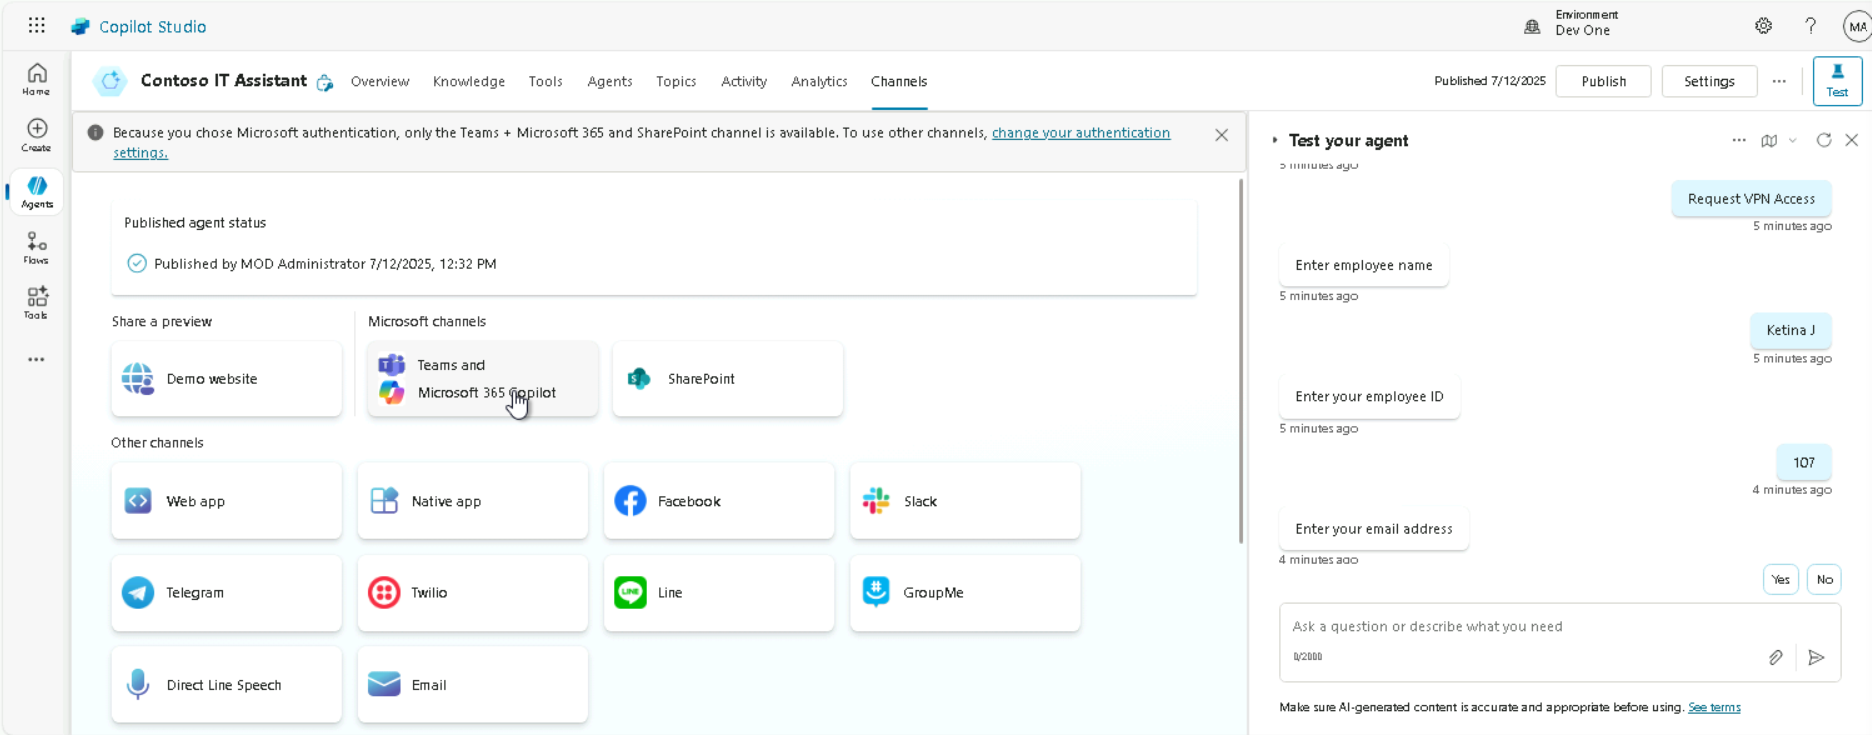 Copilot Studio
Environment
Dev One
MA
Home
Create
Agents
Flows
Tools
Contoso IT Assistant
Overview
Knowledge
Tools
Agents
Topics
Activity
Analytics
Channels
Published 7/12/2025
Publish
Settings
Test
Because you chose Microsoft authentication, only the Teams + Microsoft 365 and SharePoint channel is available. To use other channels, change your authentication
settings.
Published agent status
Published by MOD Administrator 7/12/2025, 12:32 PM
Share a preview
Microsoft channels
Demo website
Teams and
Microsoft 365 Copilot
SharePoint
Other channels
Web app
Native app
Facebook
Slack
Telegram
Twilio
LINE
Line
GroupMe
Direct Line Speech
Email
Test your agent
5 minutes ago
Request VPN Access
5 minutes ago
Enter employee name
5 minutes ago
Ketina J
5 minutes ago
Enter your employee ID
5 minutes ago
107
4 minutes ago
Enter your email address
4 minutes ago
Yes
No
Ask a question or describe what you need
0/2000
Make sure AI-generated content is accurate and appropriate before using. See terms